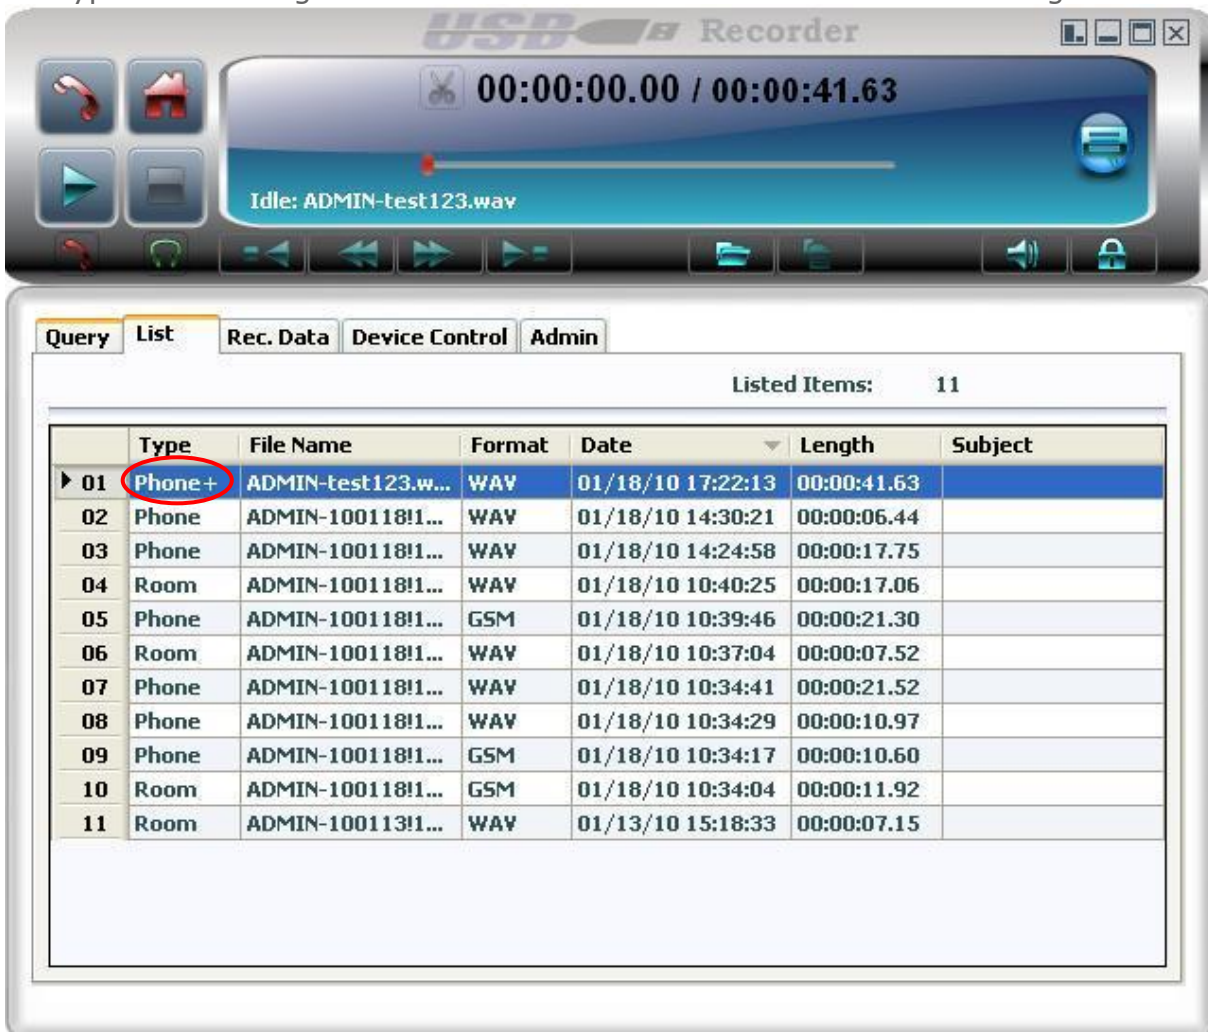 USB Recorder
00:00:00.00 / 00:00:41.63
Idle: ADMIN-test123.wav
Query List Rec. Data Device Control Admin
Listed Items: 11
Type File Name Format Date Length Subject
01 Phone+ ADMIN-test123.w... WAV 01/18/10 17:22:13 00:00:41.63
02 Phone ADMIN-100118!1... WAV 01/18/10 14:30:21 00:00:06.44
03 Phone ADMIN-100118!1... WAV 01/18/10 14:24:58 00:00:17.75
04 Room ADMIN-100118!1... WAV 01/18/10 10:40:25 00:00:17.06
05 Phone ADMIN-100118!1... GSM 01/18/10 10:39:46 00:00:21.30
06 Room ADMIN-100118!1... WAV 01/18/10 10:37:04 00:00:07.52
07 Phone ADMIN-100118!1... WAV 01/18/10 10:34:41 00:00:21.52
08 Phone ADMIN-100118!1... WAV 01/18/10 10:34:29 00:00:10.97
09 Phone ADMIN-100118!1... GSM 01/18/10 10:34:17 00:00:10.60
10 Room ADMIN-100118!1... GSM 01/18/10 10:34:04 00:00:11.92
11 Room ADMIN-100113!1... WAV 01/13/10 15:18:33 00:00:07.15